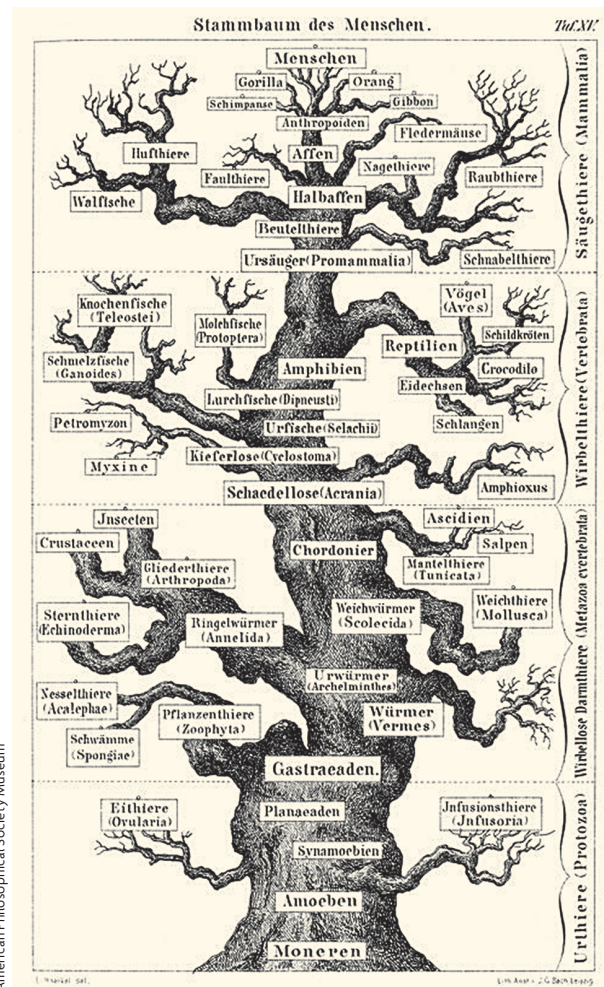 Stammbaum des Menschen.
Taf. XV.
Menschen
Gorilla
Orang
Schimpanse
Gibbon
Anthropoiden
Fledermäuse
Hufthiere
Affen
Nagethiere
Faulthiere
Raubthiere
Walfische
Halbaffen
Beutelthiere
Ursäuger (Promammalia)
Schnabelthiere
Säugethiere (Mammalia)
Knochenfische
(Teleostei)
Molchfische
(Protoptera)
Vögel
(Aves)
Schildkröten
Reptilien
Schmelzfische
(Ganoides)
Amphibien
Crocodile
Eidechsen
Lurchfische (Dipneusti)
Schlangen
Petromyzon
Urfische (Selachii)
Kieferlose (Cyclostoma)
Myxine
Amphioxus
Schaedellose (Acrania)
Wirbelthiere (Vertebrata)
Jnsecten
Ascidien
Crustaceen
Chordonier
Salpen
Gliederthiere
(Arthropoda)
Mantelthiere
(Tunicata)
Sternthiere
(Echinoderma)
Ringelwürmer
(Annelida)
Weichwürmer
(Scolecida)
Weichthiere
(Mollusca)
Urwürmer
(Archelminthes)
Nesselthiere
(Acalephae)
Pflanzenthiere
(Zoophyta)
Würmer
(Vermes)
Schwämme
(Spongiae)
Gastraeaden.
Wirbellose Darmthiere (Metazoa evertebrata)
Eithiere
(Ovularia)
Planaeaden
Jnfusionsthiere
(Jnfusoria)
Synamoebien
Amoeben
Moneren
Urthiere (Protozoa)
American Philosophical Society Museum